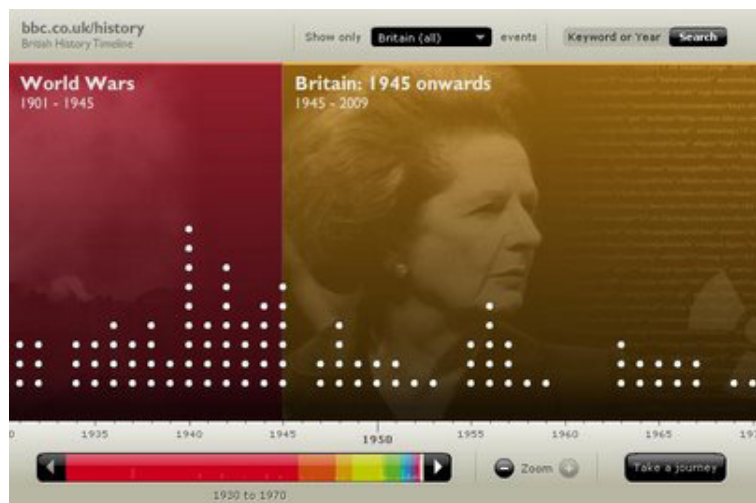 bbc.co.uk/history
British History Timeline
Show only Britain (all) events Keyword or Year Search
World Wars
1901 - 1945
Britain: 1945 onwards
1945 - 2009
0 1935 1940 1945 1950 1955 1960 1965 197
Zoom Take a journey
1930 to 1970